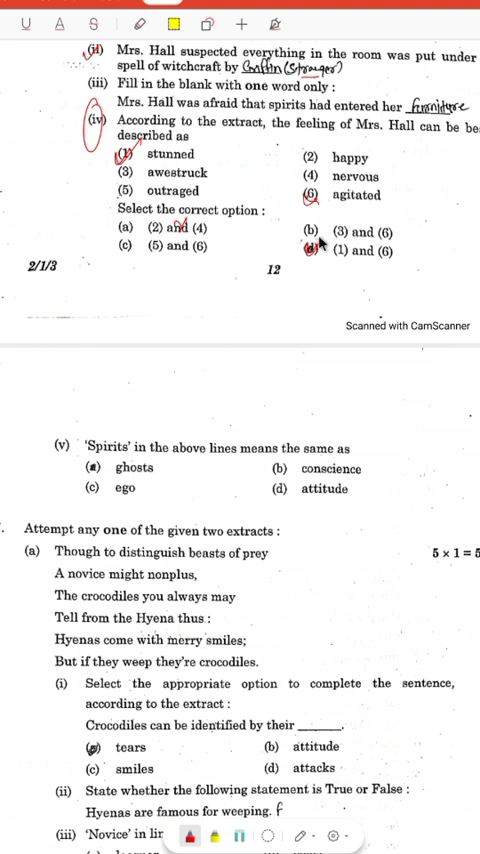 U A S
(ii) Mrs. Hall suspected everything in the room was put under
spell of witchcraft by Griffin (Stranger)
(iii) Fill in the blank with one word only :
Mrs. Hall was afraid that spirits had entered her furniture
(iv) According to the extract, the feeling of Mrs. Hall can be be
described as
(1) stunned (2) happy
(3) awestruck (4) nervous
(5) outraged (6) agitated
Select the correct option :
(a) (2) and (4) (b) (3) and (6)
(c) (5) and (6) (d) (1) and (6)
2/1/3 12
Scanned with CamScanner
(v) 'Spirits' in the above lines means the same as
(a) ghosts (b) conscience
(c) ego (d) attitude
Attempt any one of the given two extracts :
(a) Though to distinguish beasts of prey 5 × 1 = 5
A novice might nonplus,
The crocodiles you always may
Tell from the Hyena thus :
Hyenas come with merry smiles;
But if they weep they're crocodiles.
(i) Select the appropriate option to complete the sentence,
according to the extract :
Crocodiles can be identified by their ______.
(a) tears (b) attitude
(c) smiles (d) attacks
(ii) State whether the following statement is True or False :
Hyenas are famous for weeping. f
(iii) 'Novice' in lin